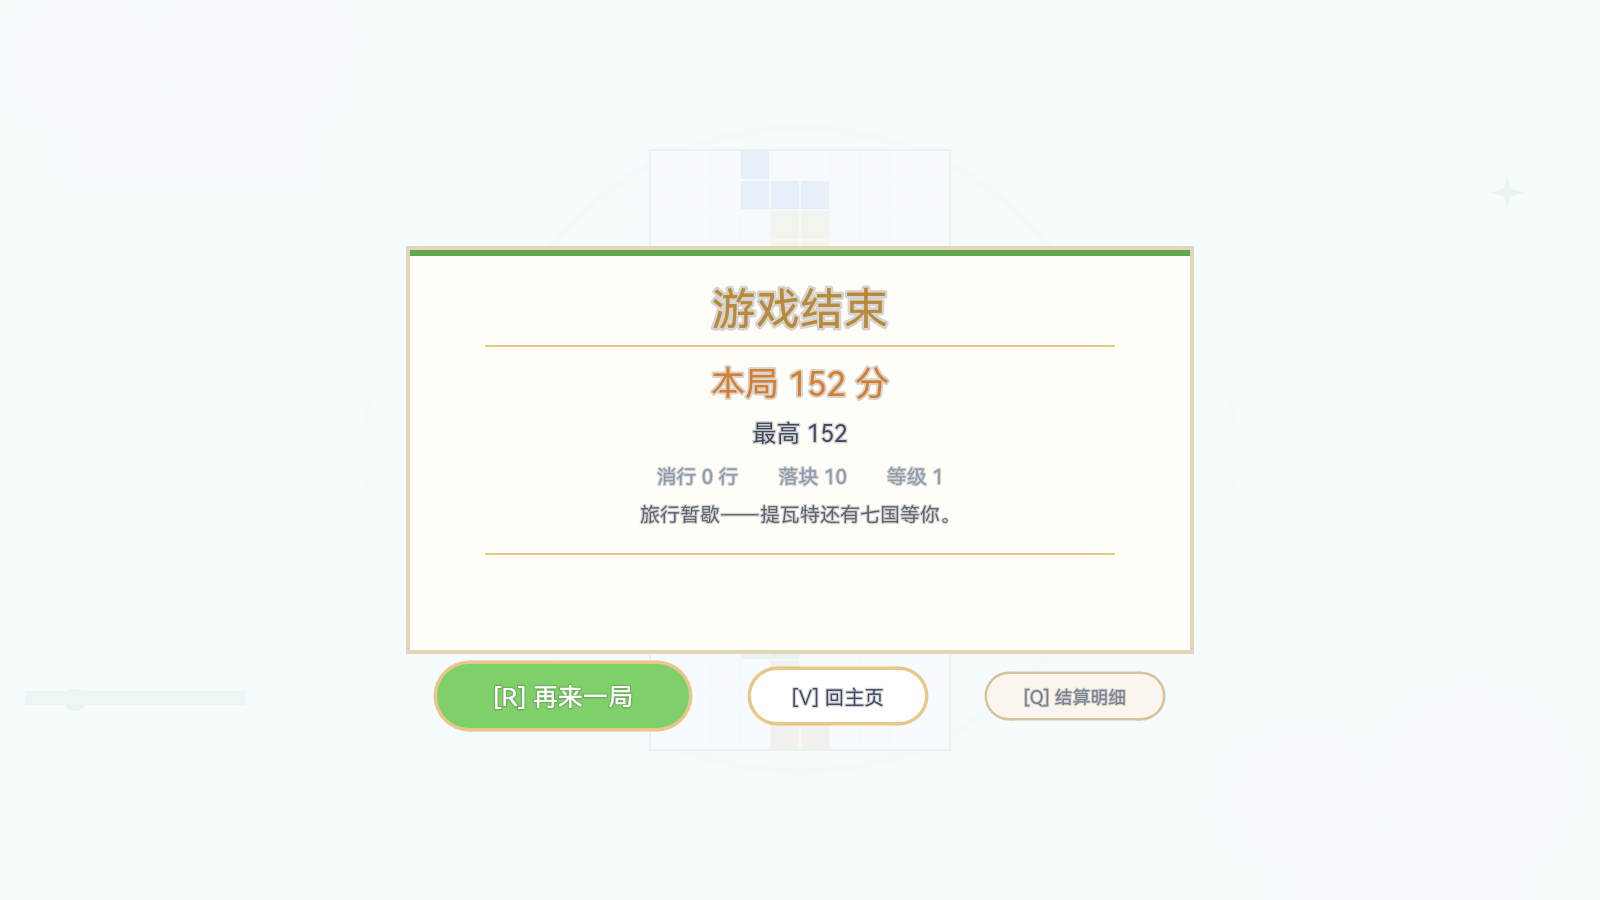 游戏结束
本局 152 分
最高 152
消行 0 行 落块 10 等级 1
旅行暂歇——提瓦特还有七国等你。
[R] 再来一局 [V] 回主页 [Q] 结算明细